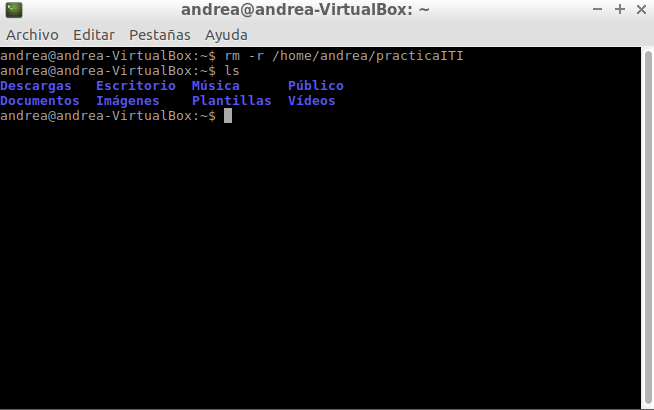 andrea@andrea-VirtualBox: ~
Archivo Editar Pestañas Ayuda
andrea@andrea-VirtualBox:~$ rm -r /home/andrea/practicaITI
andrea@andrea-VirtualBox:~$ ls
Descargas Escritorio Música Público
Documentos Imágenes Plantillas Vídeos
andrea@andrea-VirtualBox:~$